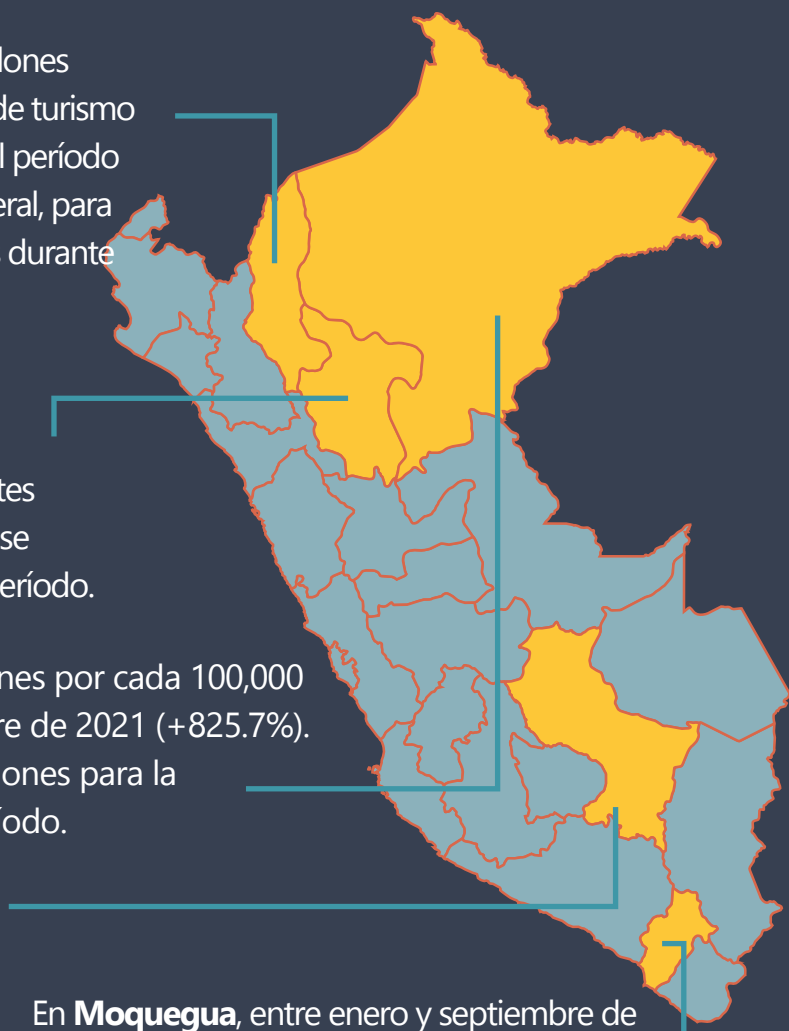 de turismo
l período
eral, para
durante
tes
se
eríodo.
nes por cada 100,000
re de 2021 (+825.7%).
iones para la
íodo.
En Moquegua, entre enero y septiembre de